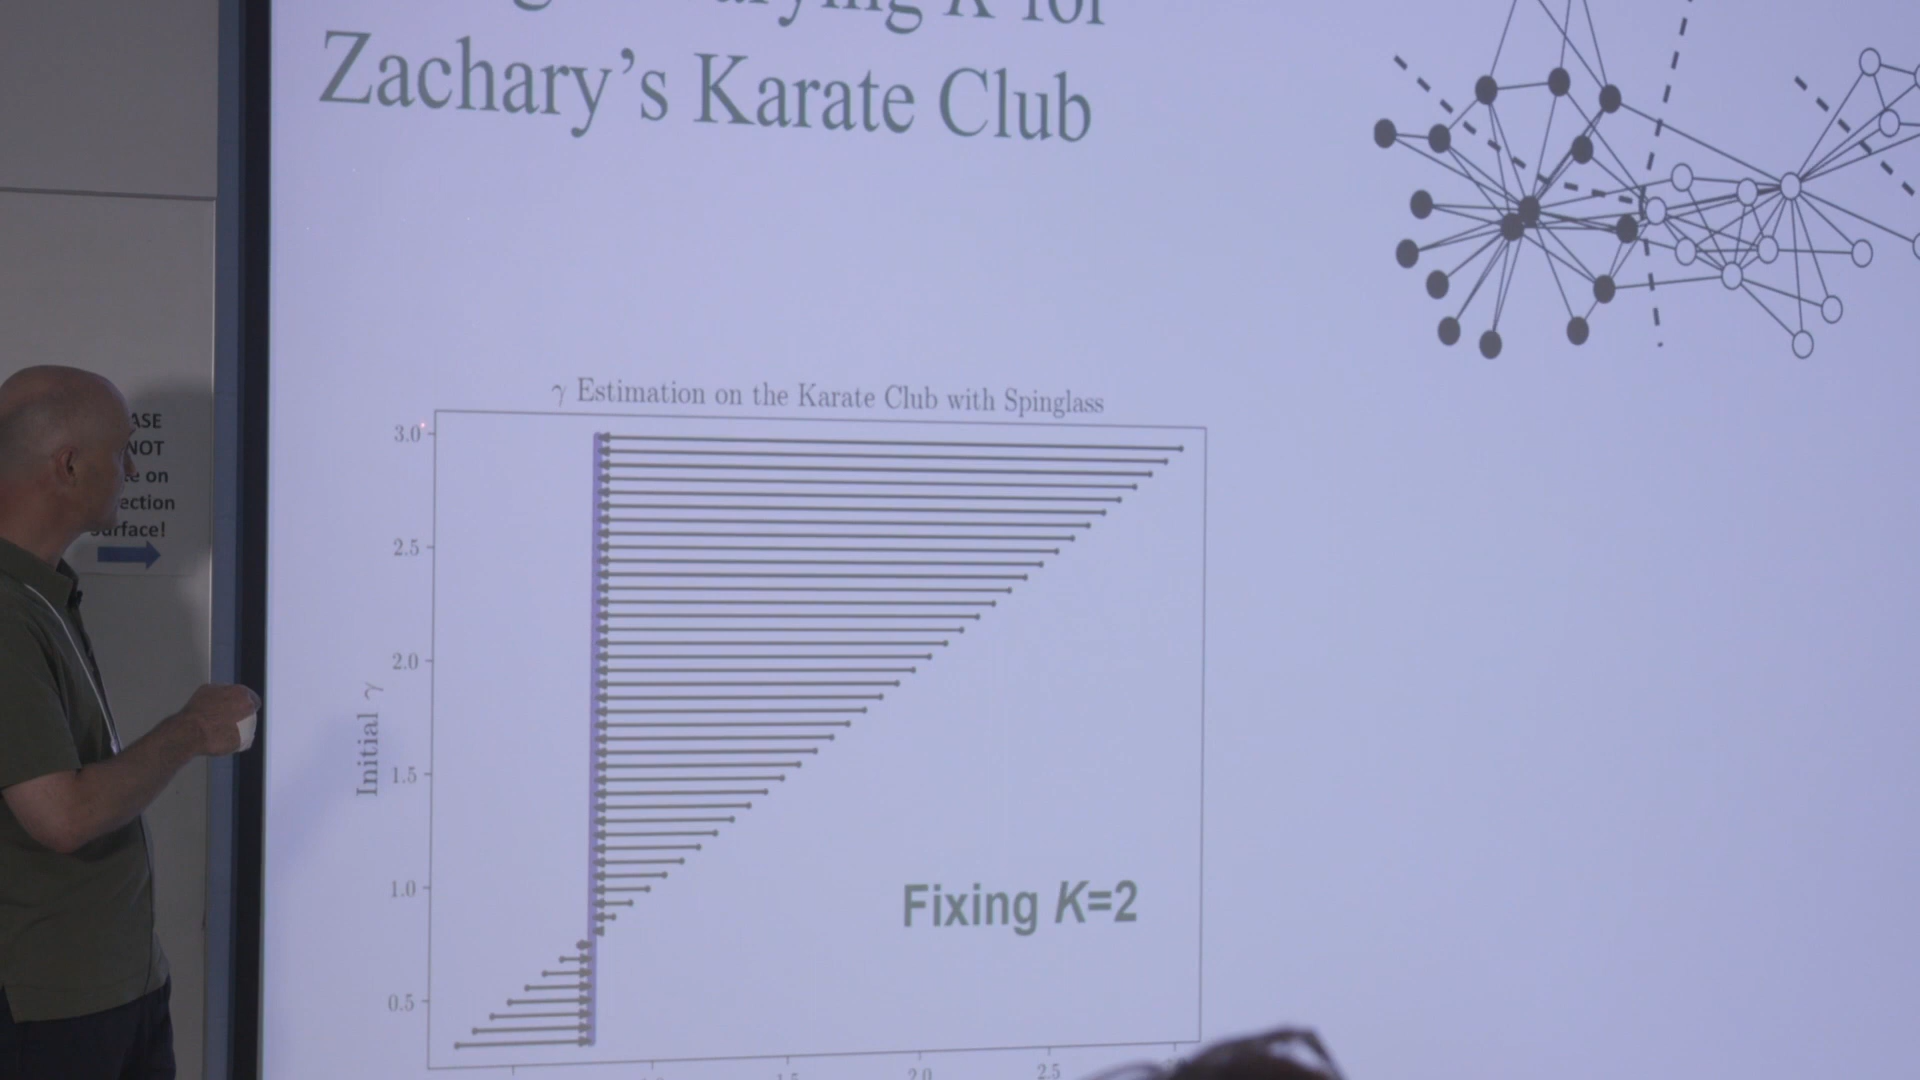 Zachary's Karate Club
γ Estimation on the Karate Club with Spinglass
3.0
2.5
2.0
1.5
1.0
0.5
Initial γ
Fixing K=2
2.0
2.5
ASE
NOT
on
ection
surface!